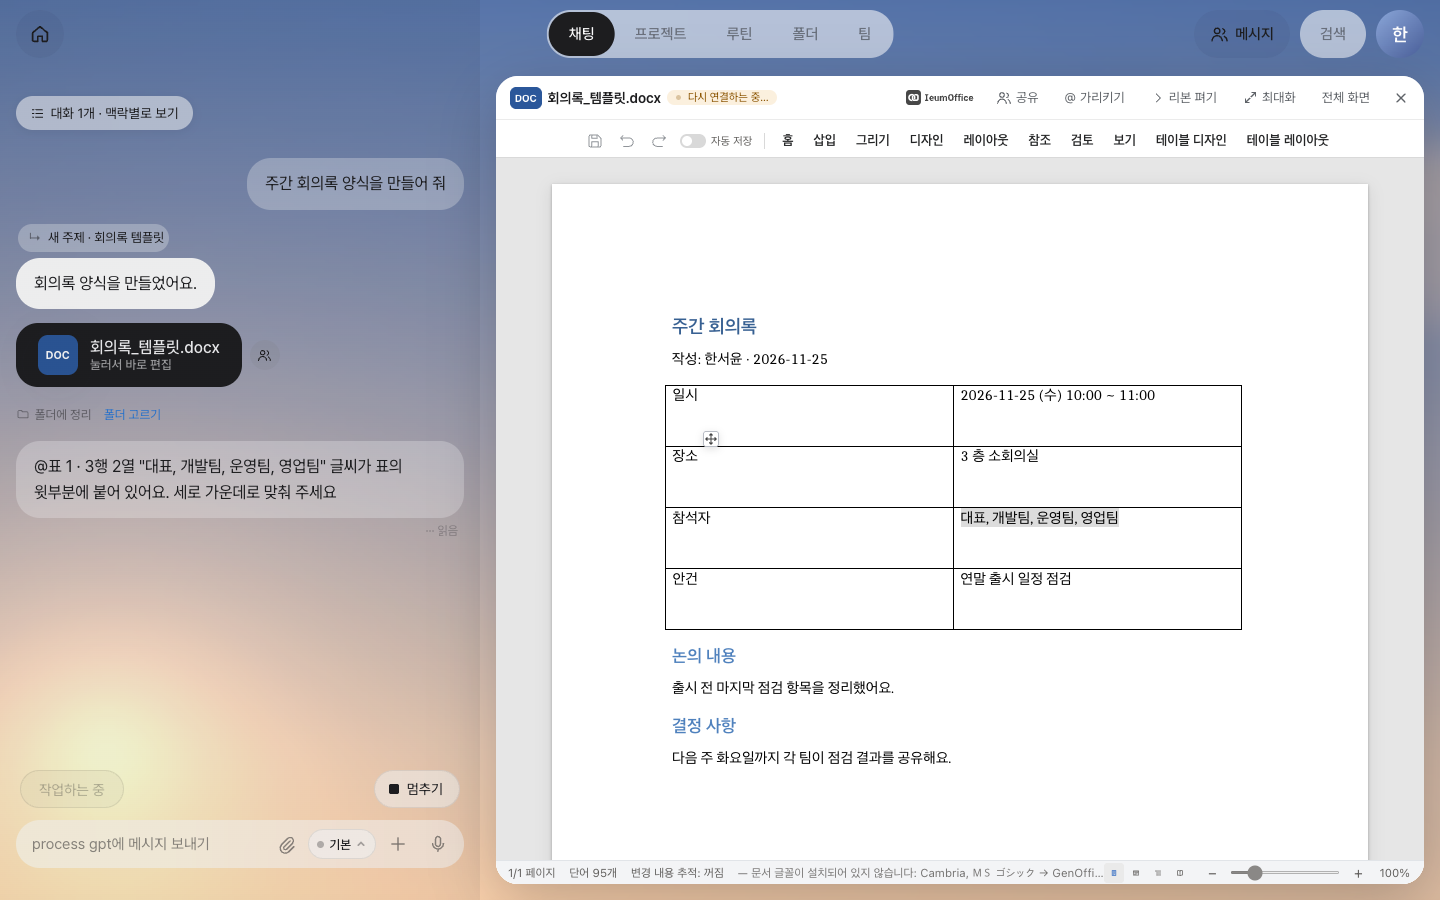 채팅
프로젝트
루틴
폴더
팀
메시지
검색
한
대화 1개 · 맥락별로 보기
주간 회의록 양식을 만들어 줘
새 주제 · 회의록 템플릿
회의록 양식을 만들었어요.
DOC
회의록_템플릿.docx
눌러서 바로 편집
폴더에 정리 폴더 고르기
@표 1 · 3행 2열 "대표, 개발팀, 운영팀, 영업팀" 글씨가 표의
윗부분에 붙어 있어요. 세로 가운데로 맞춰 주세요
··· 읽음
작업하는 중
멈추기
process gpt에 메시지 보내기
기본
DOC 회의록_템플릿.docx 다시 연결하는 중...
IeumOffice 공유 @ 가리키기 리본 펴기 최대화 전체 화면
자동 저장 홈 삽입 그리기 디자인 레이아웃 참조 검토 보기 테이블 디자인 테이블 레이아웃
주간 회의록
작성: 한서윤 · 2026-11-25
일시 2026-11-25 (수) 10:00 ~ 11:00
장소 3 층 소회의실
참석자 대표, 개발팀, 운영팀, 영업팀
안건 연말 출시 일정 점검
논의 내용
출시 전 마지막 점검 항목을 정리했어요.
결정 사항
다음 주 화요일까지 각 팀이 점검 결과를 공유해요.
1/1 페이지 단어 95개 변경 내용 추적: 꺼짐 — 문서 글꼴이 설치되어 있지 않습니다: Cambria, ＭＳ ゴシック → GenOffi... 100%